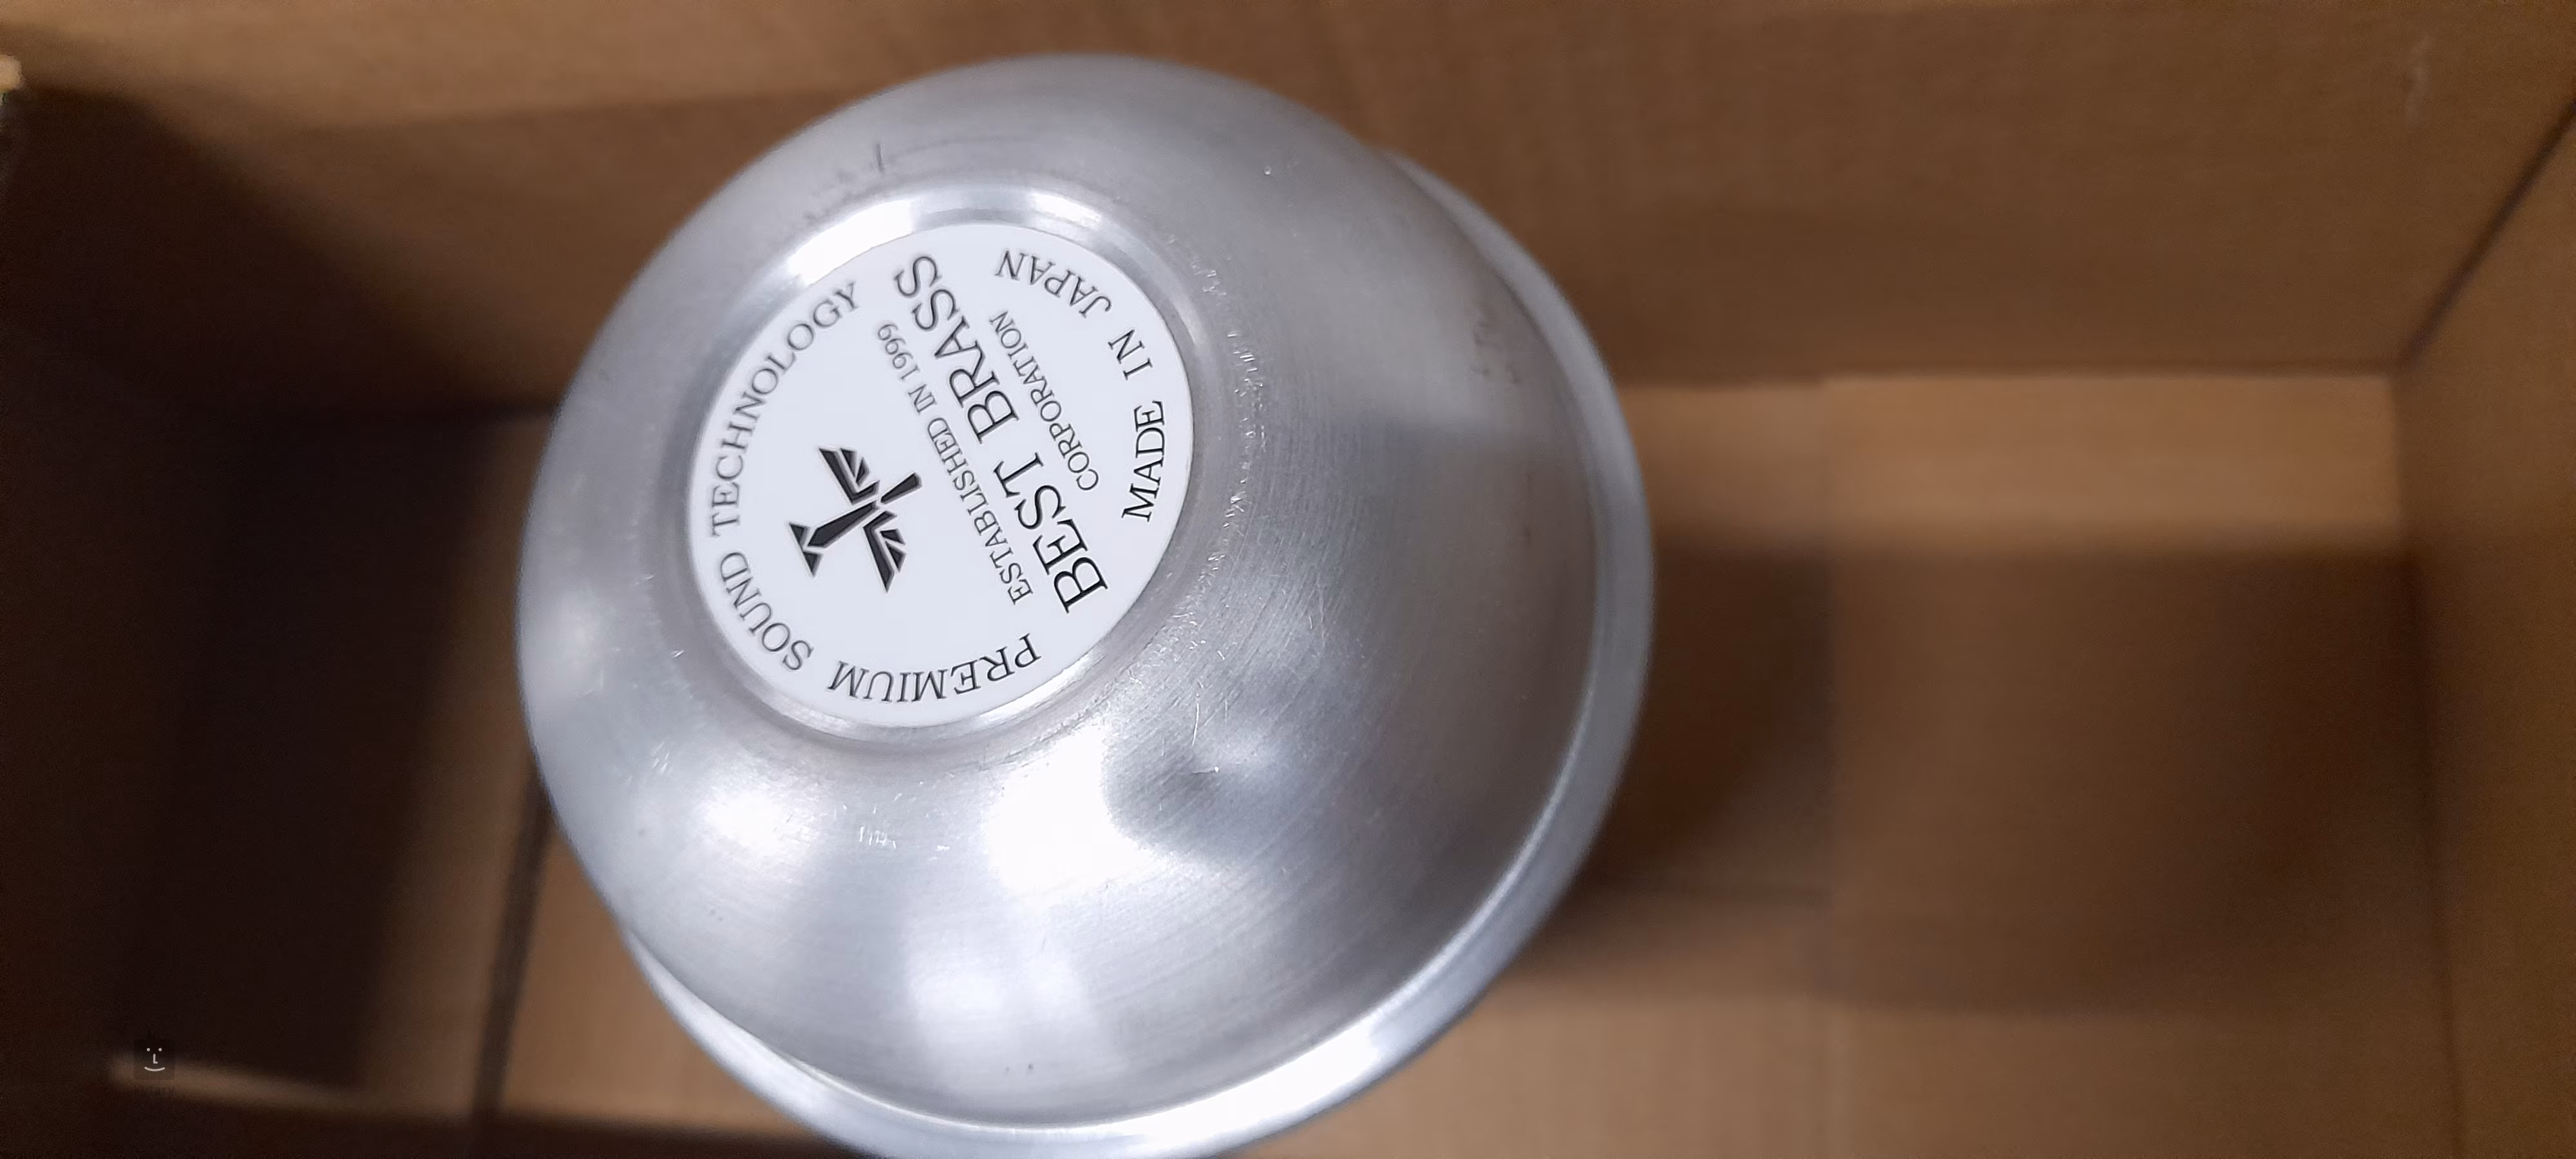 PREMIUM SOUND TECHNOLOGY
ESTABLISHED IN 1999
BEST BRASS
CORPORATION
MADE IN JAPAN